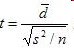 t = d̅ / √(s² / n)